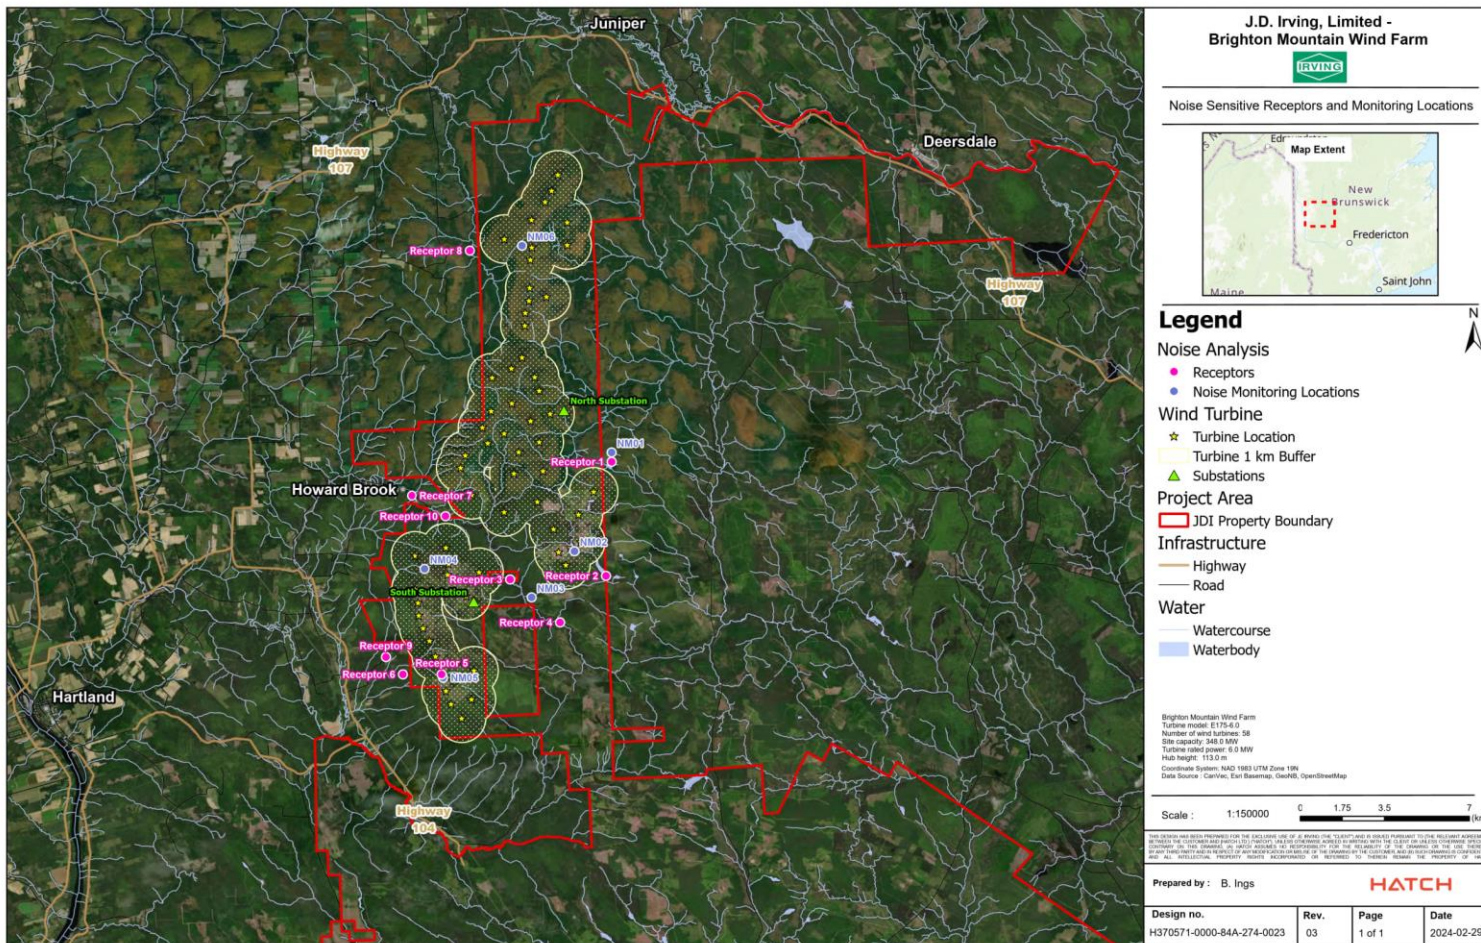 Juniper
Deersdale
Highway
107
Receptor 8
NM06
Highway
107
North Substation
NM01
Receptor 1
Howard Brook
Receptor 7
Receptor 10
NM02
NM04
Receptor 3
Receptor 2
South Substation
NM03
Receptor 4
Receptor 9
Receptor 5
Receptor 6
NM05
Hartland
Highway
104
J.D. Irving, Limited -
Brighton Mountain Wind Farm
IRVING
Noise Sensitive Receptors and Monitoring Locations
Map Extent
New
Brunswick
Fredericton
Saint John
Maine
Legend
N
Noise Analysis
Receptors
Noise Monitoring Locations
Wind Turbine
Turbine Location
Turbine 1 km Buffer
Substations
Project Area
JDI Property Boundary
Infrastructure
Highway
Road
Water
Watercourse
Waterbody
Brighton Mountain Wind Farm
Turbine model: E175-6.0
Number of wind turbines: 58
Site capacity: 348.0 MW
Turbine rated power: 6.0 MW
Hub height: 113.0 m
Coordinate System: NAD 1983 UTM Zone 19N
Data Source : CanVec, Esri Basemap, GeoNB, OpenStreetMap
Scale : 1:150000 0 1.75 3.5 7
Prepared by : B. Ings HATCH
Design no. Rev. Page Date
H370571-0000-84A-274-0023 03 1 of 1